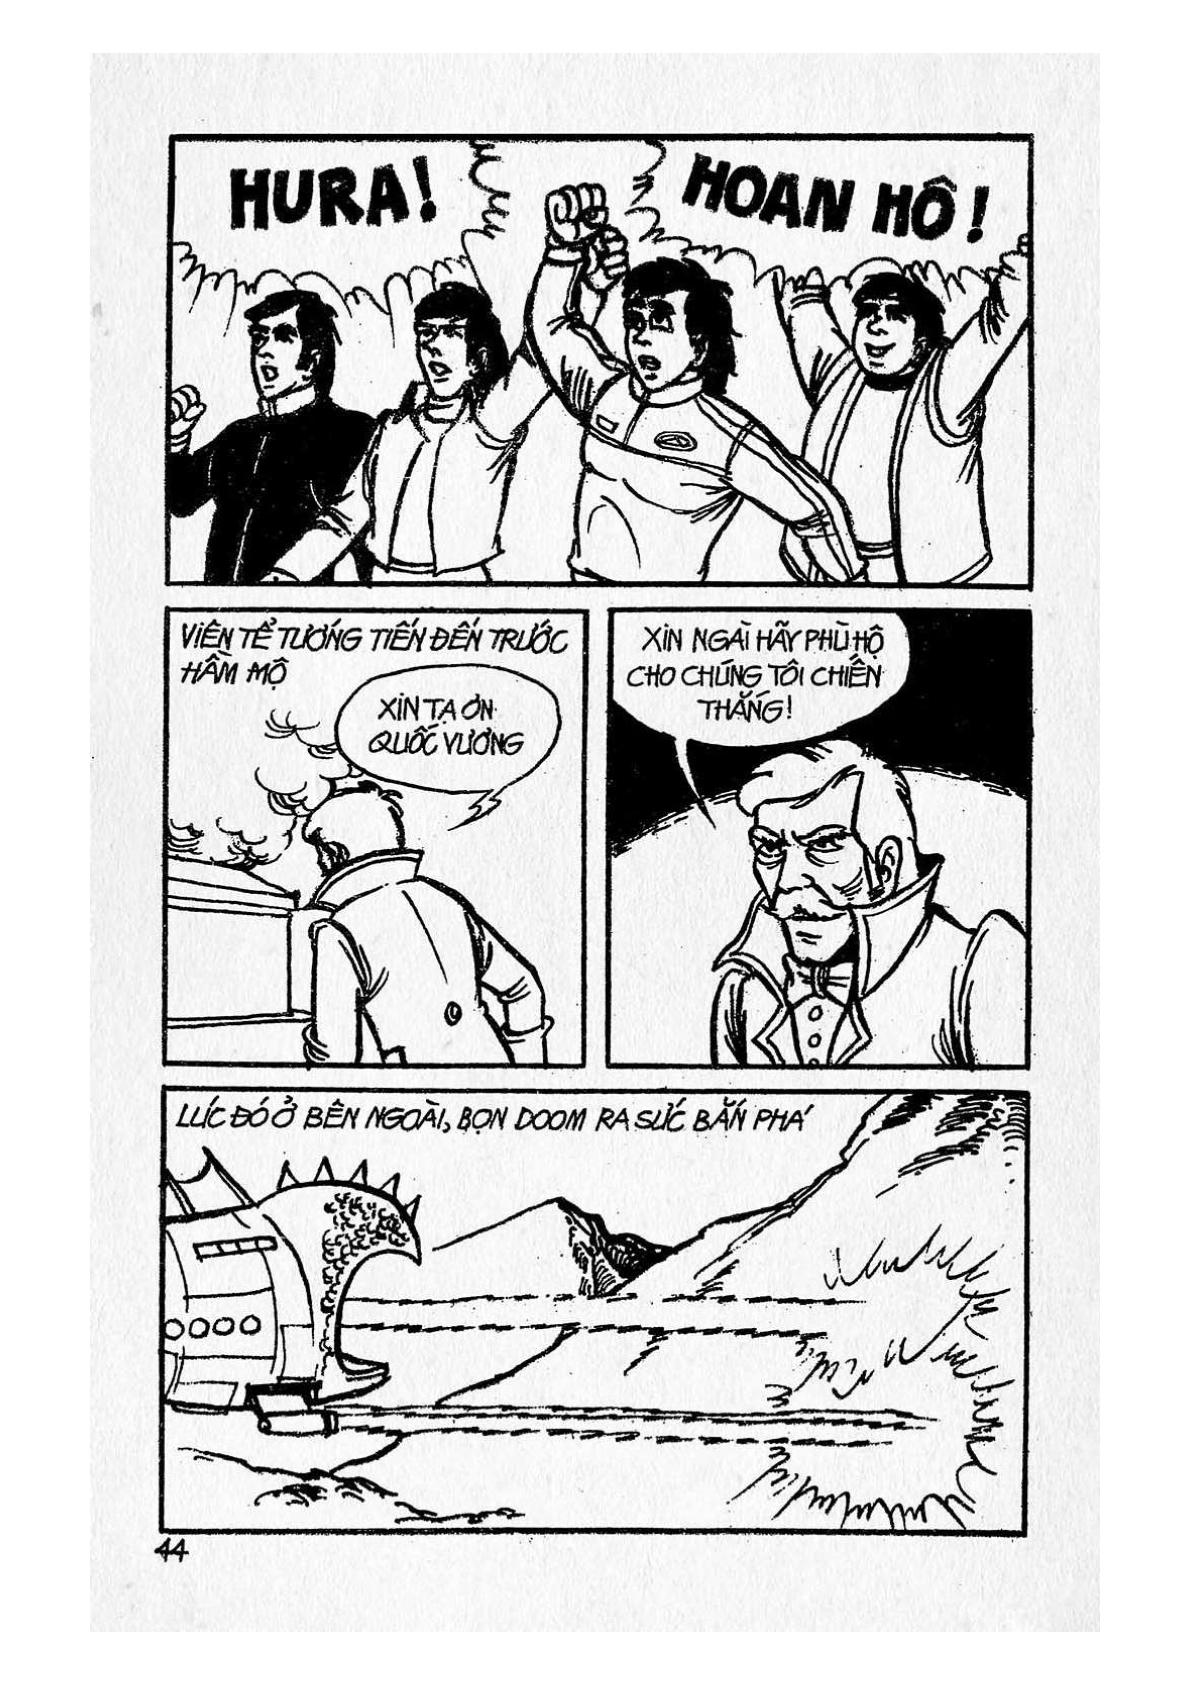 HURA!
HOAN HÔ!
VIÊN TỂ TƯỚNG TIẾN ĐẾN TRƯỚC
HẦM MỘ
XIN TẠ ƠN
QUỐC VƯƠNG
XIN NGÀI HÃY PHÙ HỘ
CHO CHÚNG TÔI CHIẾN
THẮNG!
LÚC ĐÓ Ở BÊN NGOÀI, BỌN DOOM RA SỨC BẮN PHÁ
44